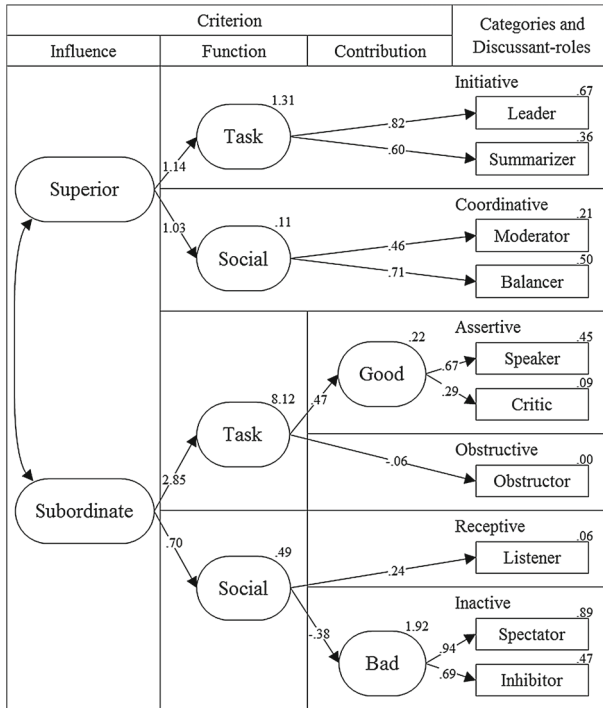 Criterion
Categories and
Discussant-roles
Influence
Function
Contribution
Initiative
1.31
.67
Task
.82
Leader
.36
.60
Summarizer
1.14
Superior
Coordinative
1.03
.11
.21
.46
Moderator
Social
.50
.71
Balancer
.22
Assertive
.45
Good
.67
Speaker
.09
.29
Critic
8.12
.47
Task
Obstructive
-.06
.00
Obstructor
2.85
Subordinate
Receptive
.70
.49
.06
.24
Listener
Social
Inactive
-.38
1.92
.89
.94
Spectator
Bad
.47
.69
Inhibitor